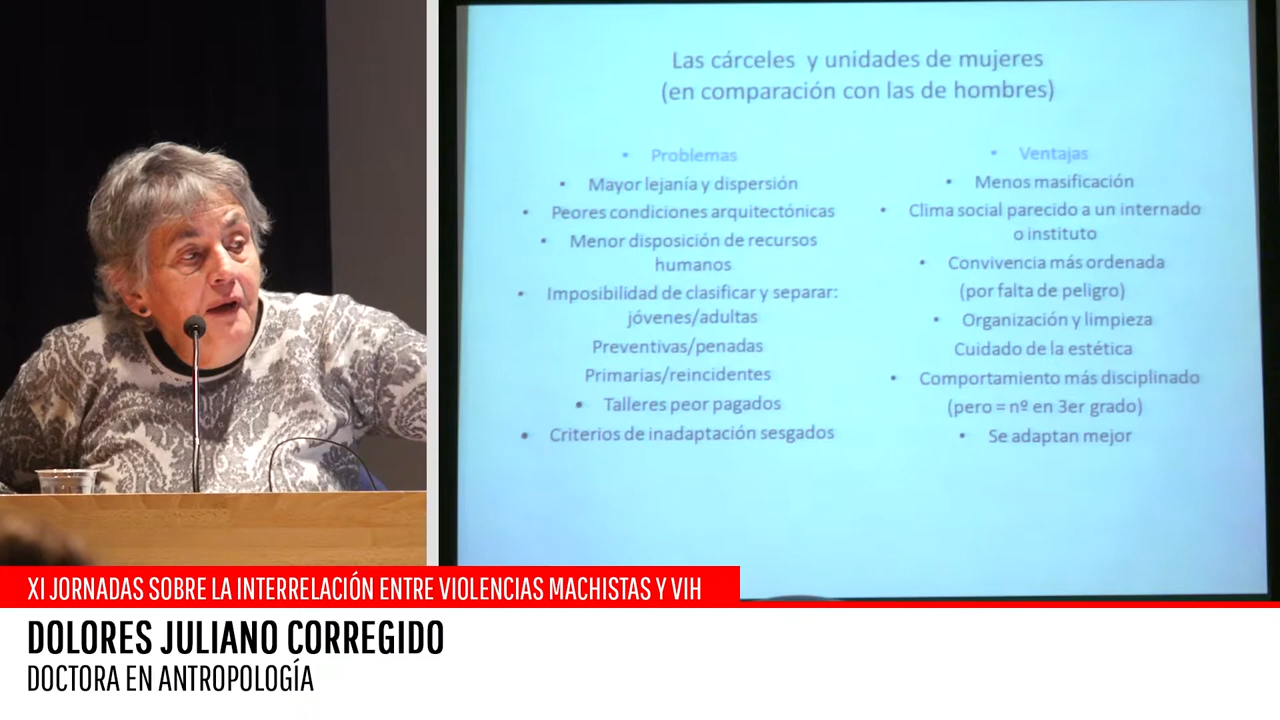 Las cárceles y unidades de mujeres
(en comparación con las de hombres)
• Problemas
• Mayor lejanía y dispersión
• Peores condiciones arquitectónicas
• Menor disposición de recursos
humanos
• Imposibilidad de clasificar y separar:
jóvenes/adultas
Preventivas/penadas
Primarias/reincidentes
• Talleres peor pagados
• Criterios de inadaptación sesgados
• Ventajas
• Menos masificación
• Clima social parecido a un internado
o instituto
• Convivencia más ordenada
(por falta de peligro)
• Organización y limpieza
Cuidado de la estética
• Comportamiento más disciplinado
(pero = nº en 3er grado)
• Se adaptan mejor
XI JORNADAS SOBRE LA INTERRELACIÓN ENTRE VIOLENCIAS MACHISTAS Y VIH
DOLORES JULIANO CORREGIDO
DOCTORA EN ANTROPOLOGÍA